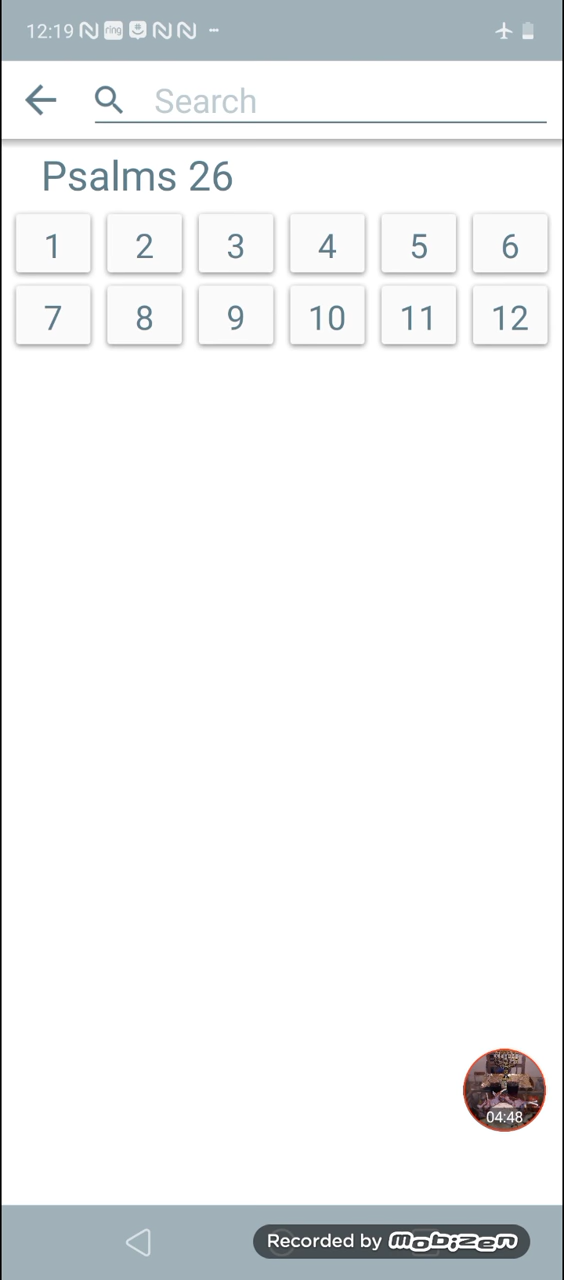 12:19 ring
Search
Psalms 26
1 2 3 4 5 6
7 8 9 10 11 12
04:48
Recorded by mobizen